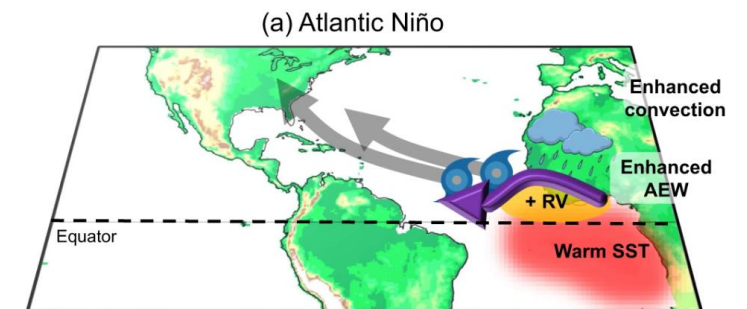 (a) Atlantic Niño
Enhanced
convection
Enhanced
AEW
+ RV
Equator
Warm SST